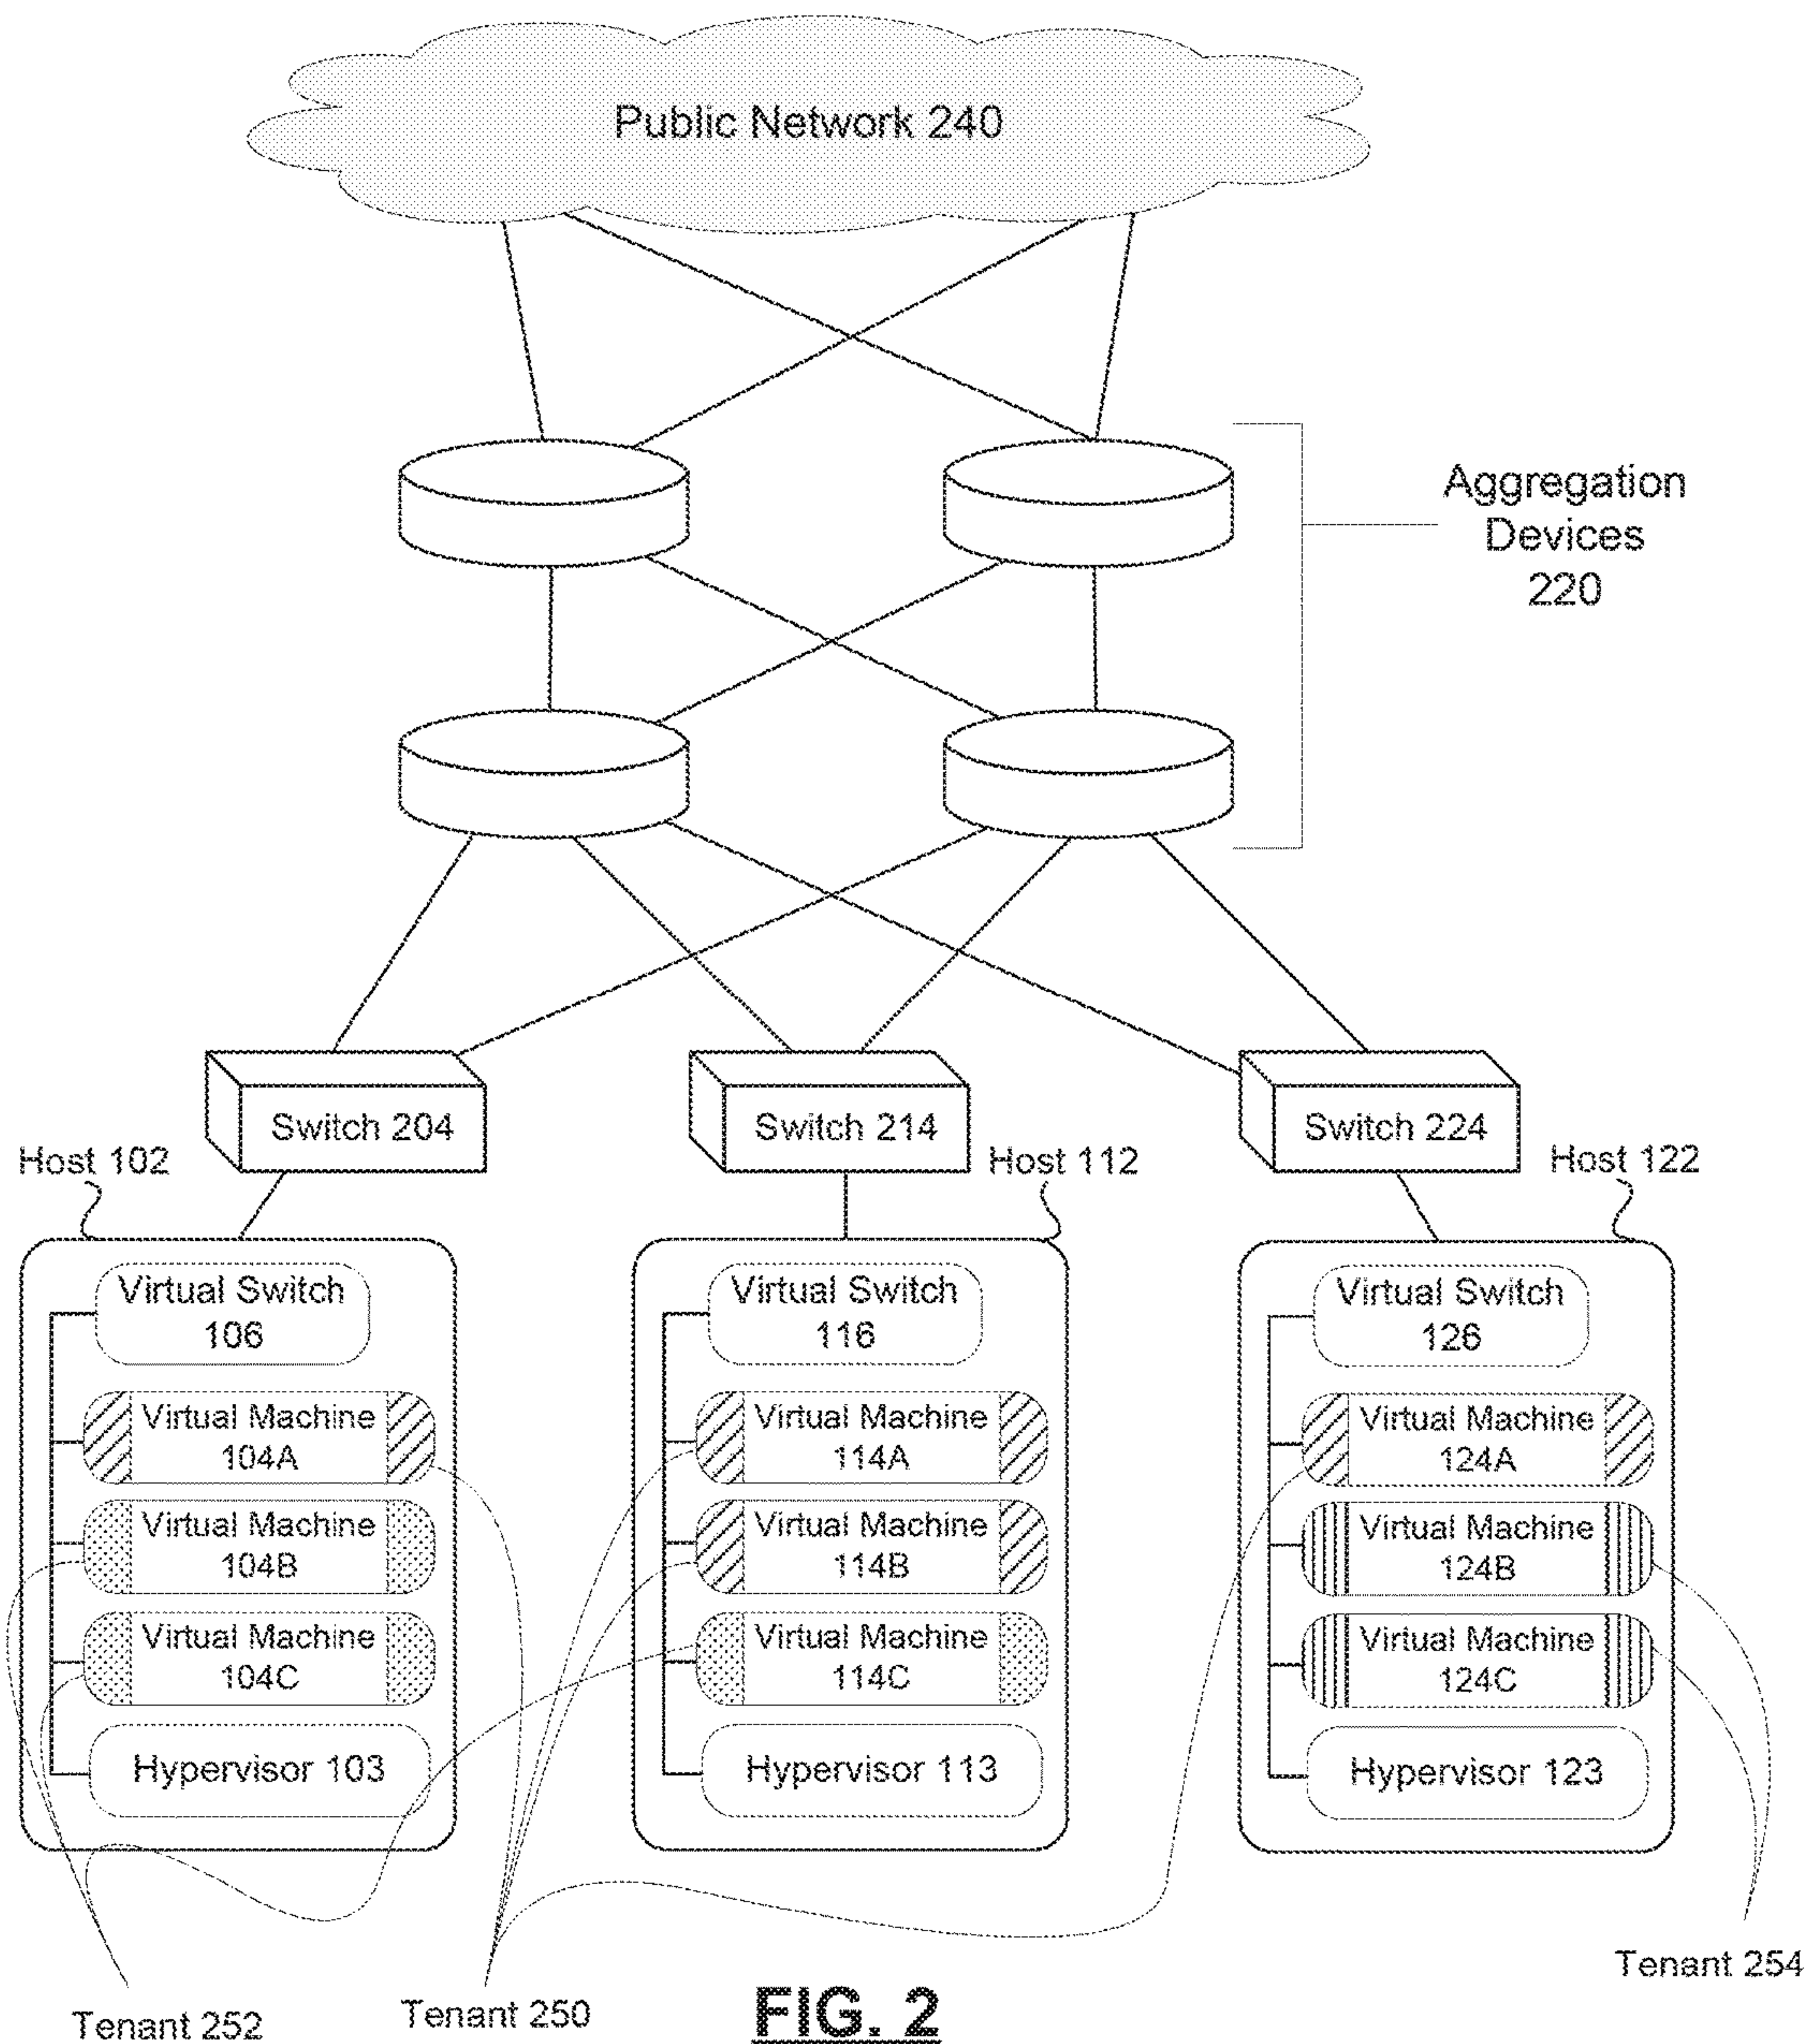 Public Network 240
Aggregation
Devices
220
Switch 204
Switch 214
Switch 224
Host 102
Host 112
Host 122
Virtual Switch
106
Virtual Machine
104A
Virtual Machine
104B
Virtual Machine
104C
Hypervisor 103
Virtual Switch
116
Virtual Machine
114A
Virtual Machine
114B
Virtual Machine
114C
Hypervisor 113
Virtual Switch
126
Virtual Machine
124A
Virtual Machine
124B
Virtual Machine
124C
Hypervisor 123
Tenant 252
Tenant 250
Tenant 254
FIG. 2